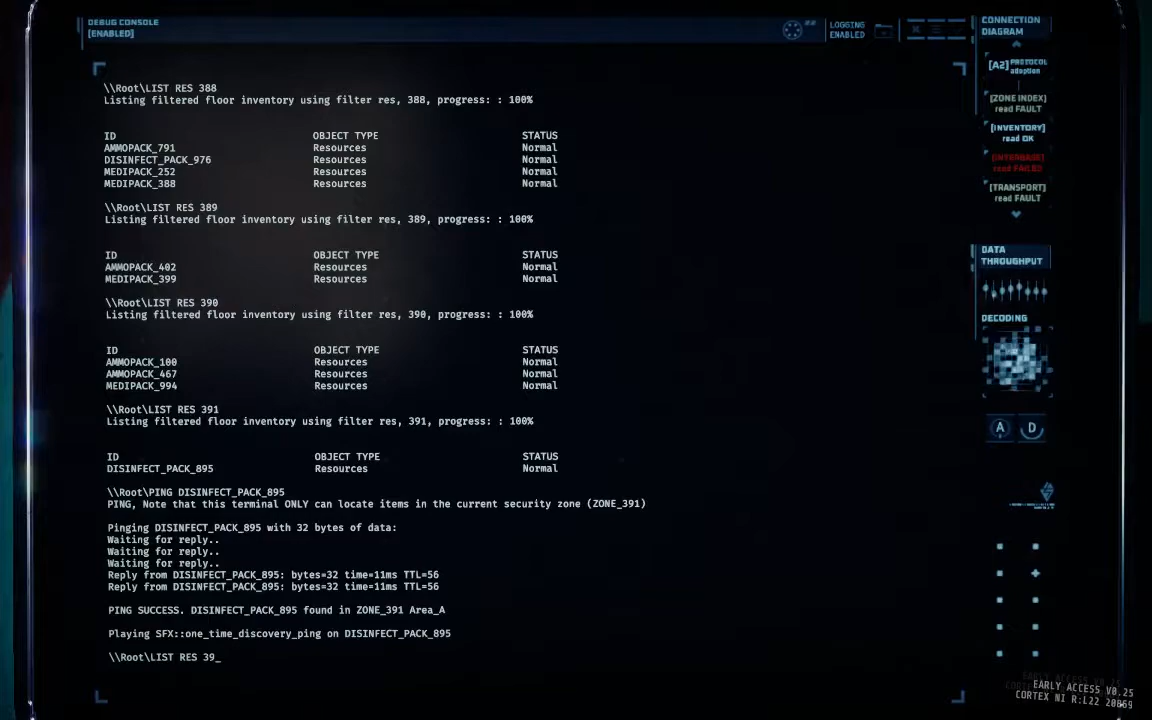 DEBUG CONSOLE
[ENABLED]
LOGGING
ENABLED
\\Root\LIST RES 388
Listing filtered floor inventory using filter res, 388, progress: : 100%
ID OBJECT TYPE STATUS
AMMOPACK_791 Resources Normal
DISINFECT_PACK_976 Resources Normal
MEDIPACK_252 Resources Normal
MEDIPACK_388 Resources Normal
\\Root\LIST RES 389
Listing filtered floor inventory using filter res, 389, progress: : 100%
ID OBJECT TYPE STATUS
AMMOPACK_402 Resources Normal
MEDIPACK_399 Resources Normal
\\Root\LIST RES 390
Listing filtered floor inventory using filter res, 390, progress: : 100%
ID OBJECT TYPE STATUS
AMMOPACK_100 Resources Normal
AMMOPACK_467 Resources Normal
MEDIPACK_994 Resources Normal
\\Root\LIST RES 391
Listing filtered floor inventory using filter res, 391, progress: : 100%
ID OBJECT TYPE STATUS
DISINFECT_PACK_895 Resources Normal
\\Root\PING DISINFECT_PACK_895
PING, Note that this terminal ONLY can locate items in the current security zone (ZONE_391)
Pinging DISINFECT_PACK_895 with 32 bytes of data:
Waiting for reply..
Waiting for reply..
Waiting for reply..
Reply from DISINFECT_PACK_895: bytes=32 time=11ms TTL=56
Reply from DISINFECT_PACK_895: bytes=32 time=11ms TTL=56
PING SUCCESS. DISINFECT_PACK_895 found in ZONE_391 Area_A
Playing SFX::one_time_discovery_ping on DISINFECT_PACK_895
\\Root\LIST RES 39_
CONNECTION
DIAGRAM
[A2] PROTOCOL
adoption
[ZONE INDEX]
read FAULT
[INVENTORY]
read OK
read FAILED
[TRANSPORT]
read FAULT
DATA
THROUGHPUT
DECODING
A D
EARLY ACCESS V0.25
CORTEX NI R:L22 20869